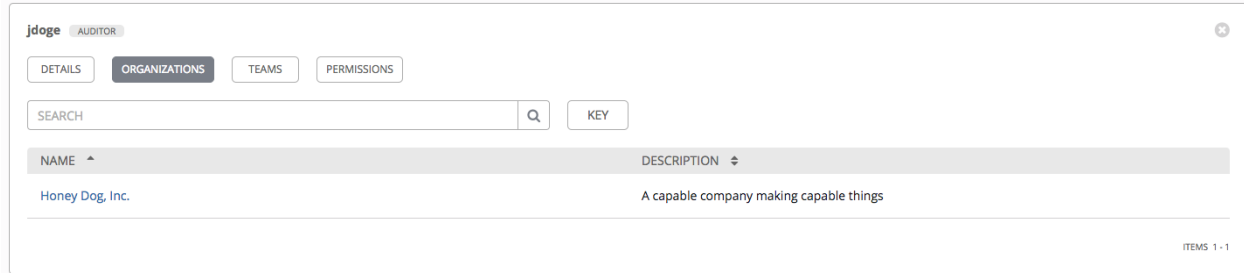 jdoge AUDITOR
DETAILS ORGANIZATIONS TEAMS PERMISSIONS
SEARCH KEY
NAME DESCRIPTION
Honey Dog, Inc. A capable company making capable things
ITEMS 1 - 1